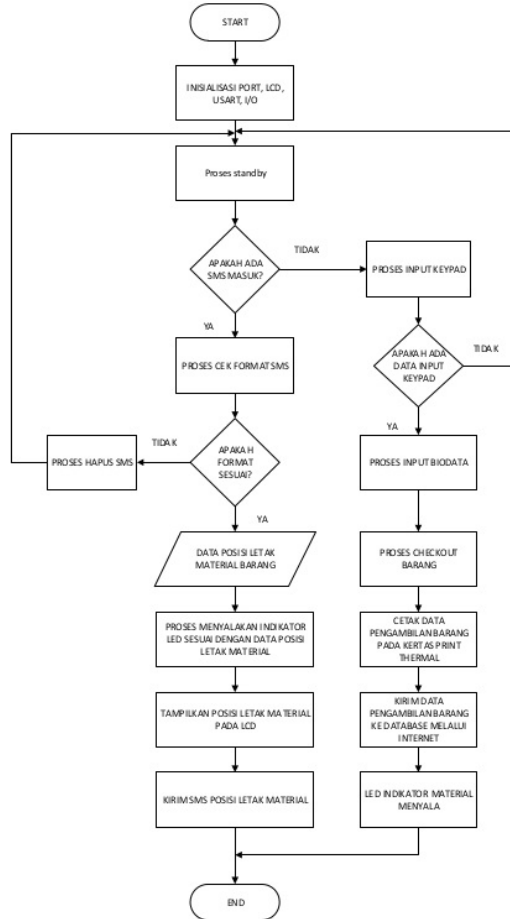 START
INISIALISASI PORT, LCD,
USART, I/O
Proses standby
APAKAH ADA
SMS MASUK?
TIDAK
PROSES INPUT KEYPAD
YA
APAKAH ADA
DATA INPUT
KEYPAD
TIDAK
PROSES CEK FORMAT SMS
YA
APAKAH
FORMAT
SESUAI?
TIDAK
PROSES HAPUS SMS
PROSES INPUT BIODATA
YA
DATA POSISI LETAK
MATERIAL BARANG
PROSES CHECKOUT
BARANG
PROSES MENYALAKAN INDIKATOR
LED SESUAI DENGAN DATA POSISI
LETAK MATERIAL
CETAK DATA
PENGAMBILAN BARANG
PADA KERTAS PRINT
THERMAL
TAMPILKAN POSISI LETAK MATERIAL
PADA LCD
KIRIM DATA
PENGAMBILAN BARANG
KE DATABASE MELALUI
INTERNET
KIRIM SMS POSISI LETAK MATERIAL
LED INDIKATOR MATERIAL
MENYALA
END